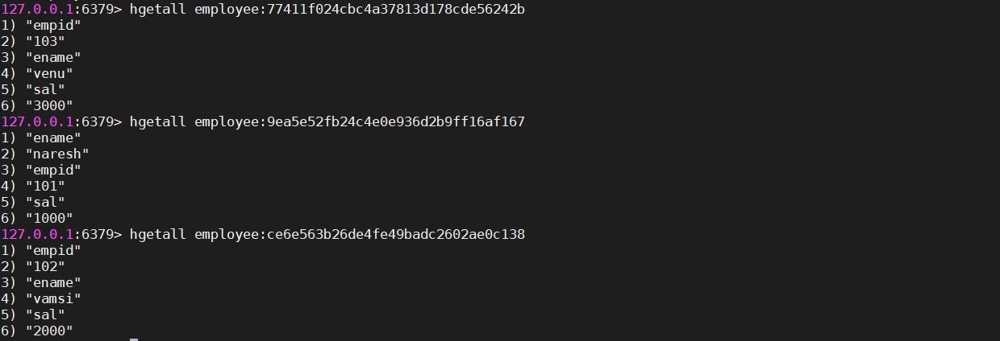 127.0.0.1:6379> hgetall employee:77411f024cbc4a37813d178cde56242b
1) "empid"
2) "103"
3) "ename"
4) "venu"
5) "sal"
6) "3000"
127.0.0.1:6379> hgetall employee:9ea5e52fb24c4e0e936d2b9ff16af167
1) "ename"
2) "naresh"
3) "empid"
4) "101"
5) "sal"
6) "1000"
127.0.0.1:6379> hgetall employee:ce6e563b26de4fe49badc2602ae0c138
1) "empid"
2) "102"
3) "ename"
4) "vamsi"
5) "sal"
6) "2000"